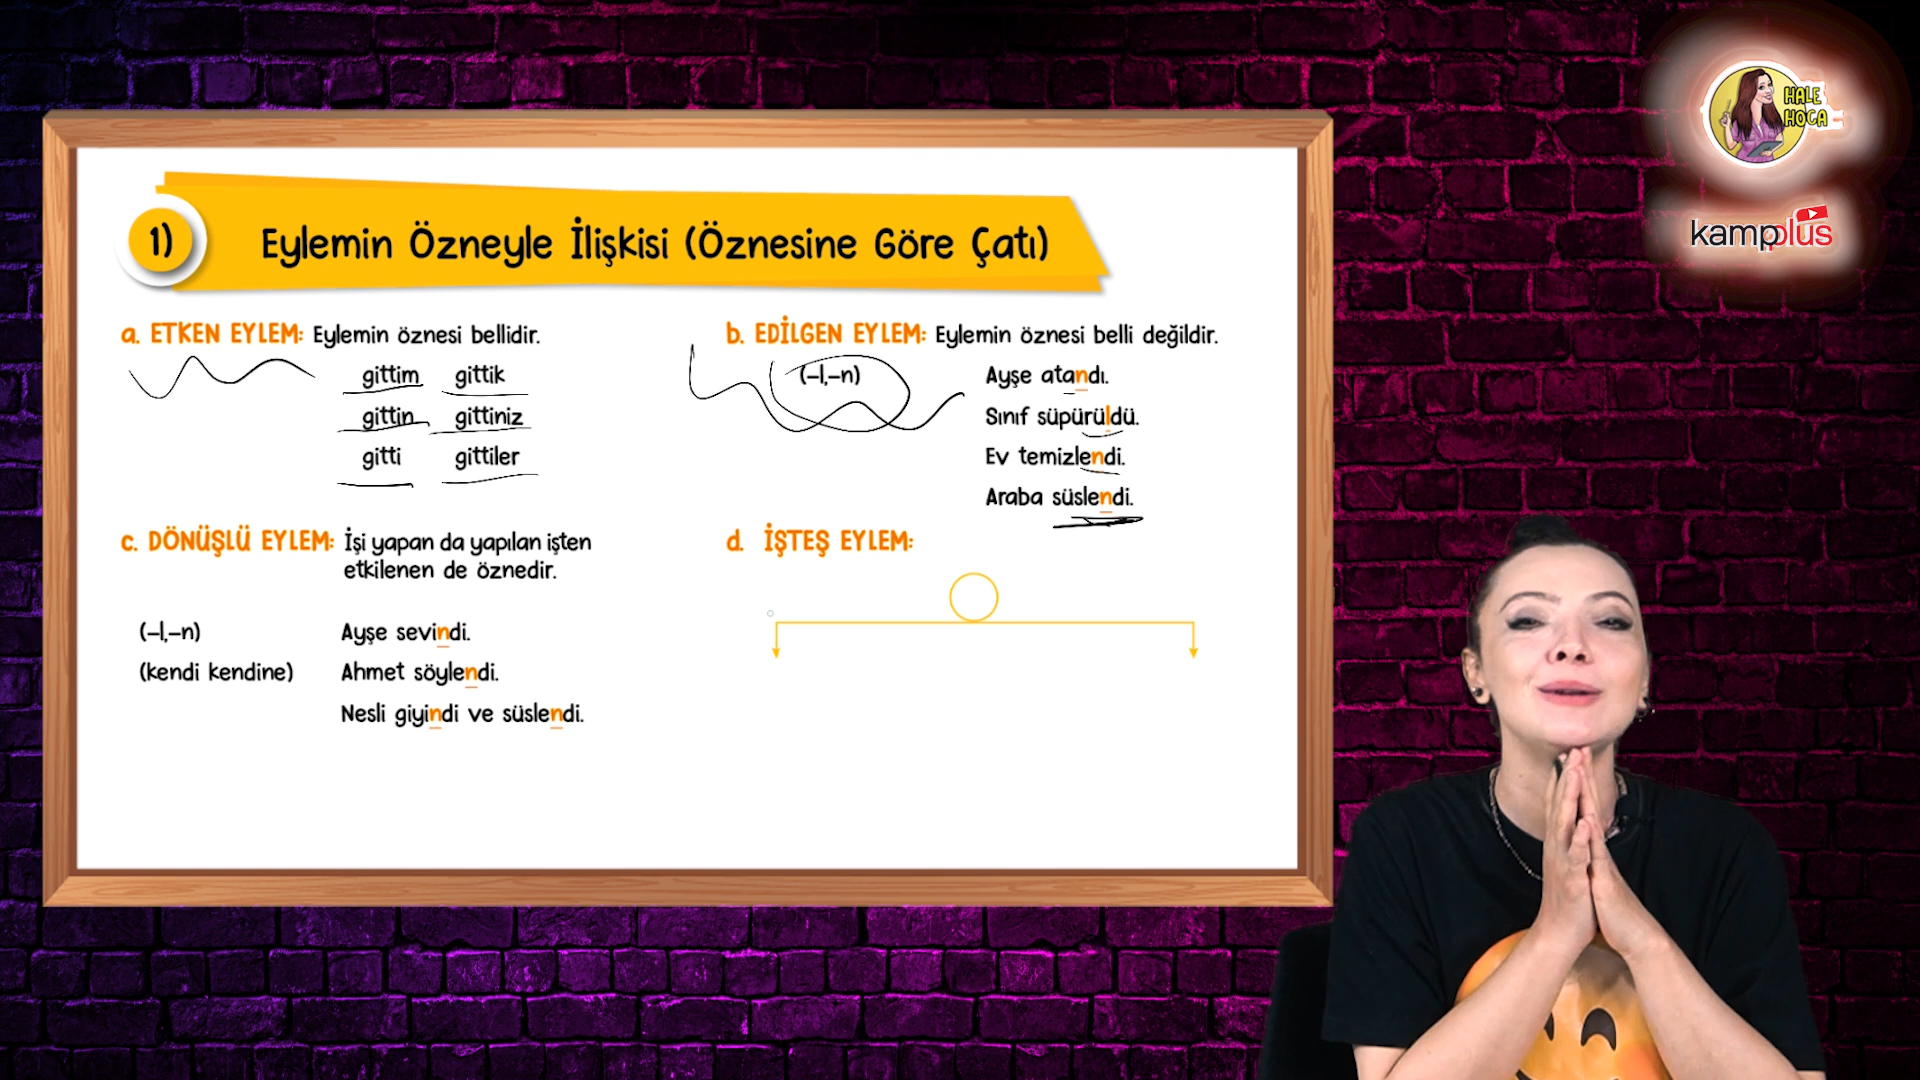 HALE
HOCA
kampplus
1) Eylemin Özneyle İlişkisi (Öznesine Göre Çatı)
a. ETKEN EYLEM: Eylemin öznesi bellidir.
gittim gittik
gittin gittiniz
gitti gittiler
b. EDİLGEN EYLEM: Eylemin öznesi belli değildir.
(-l,-n) Ayşe atandı.
Sınıf süpürüldü.
Ev temizlendi.
Araba süslendi.
c. DÖNÜŞLÜ EYLEM: İşi yapan da yapılan işten
etkilenen de öznedir.
(-l,-n) Ayşe sevindi.
(kendi kendine) Ahmet söylendi.
Nesli giyindi ve süslendi.
d. İŞTEŞ EYLEM: